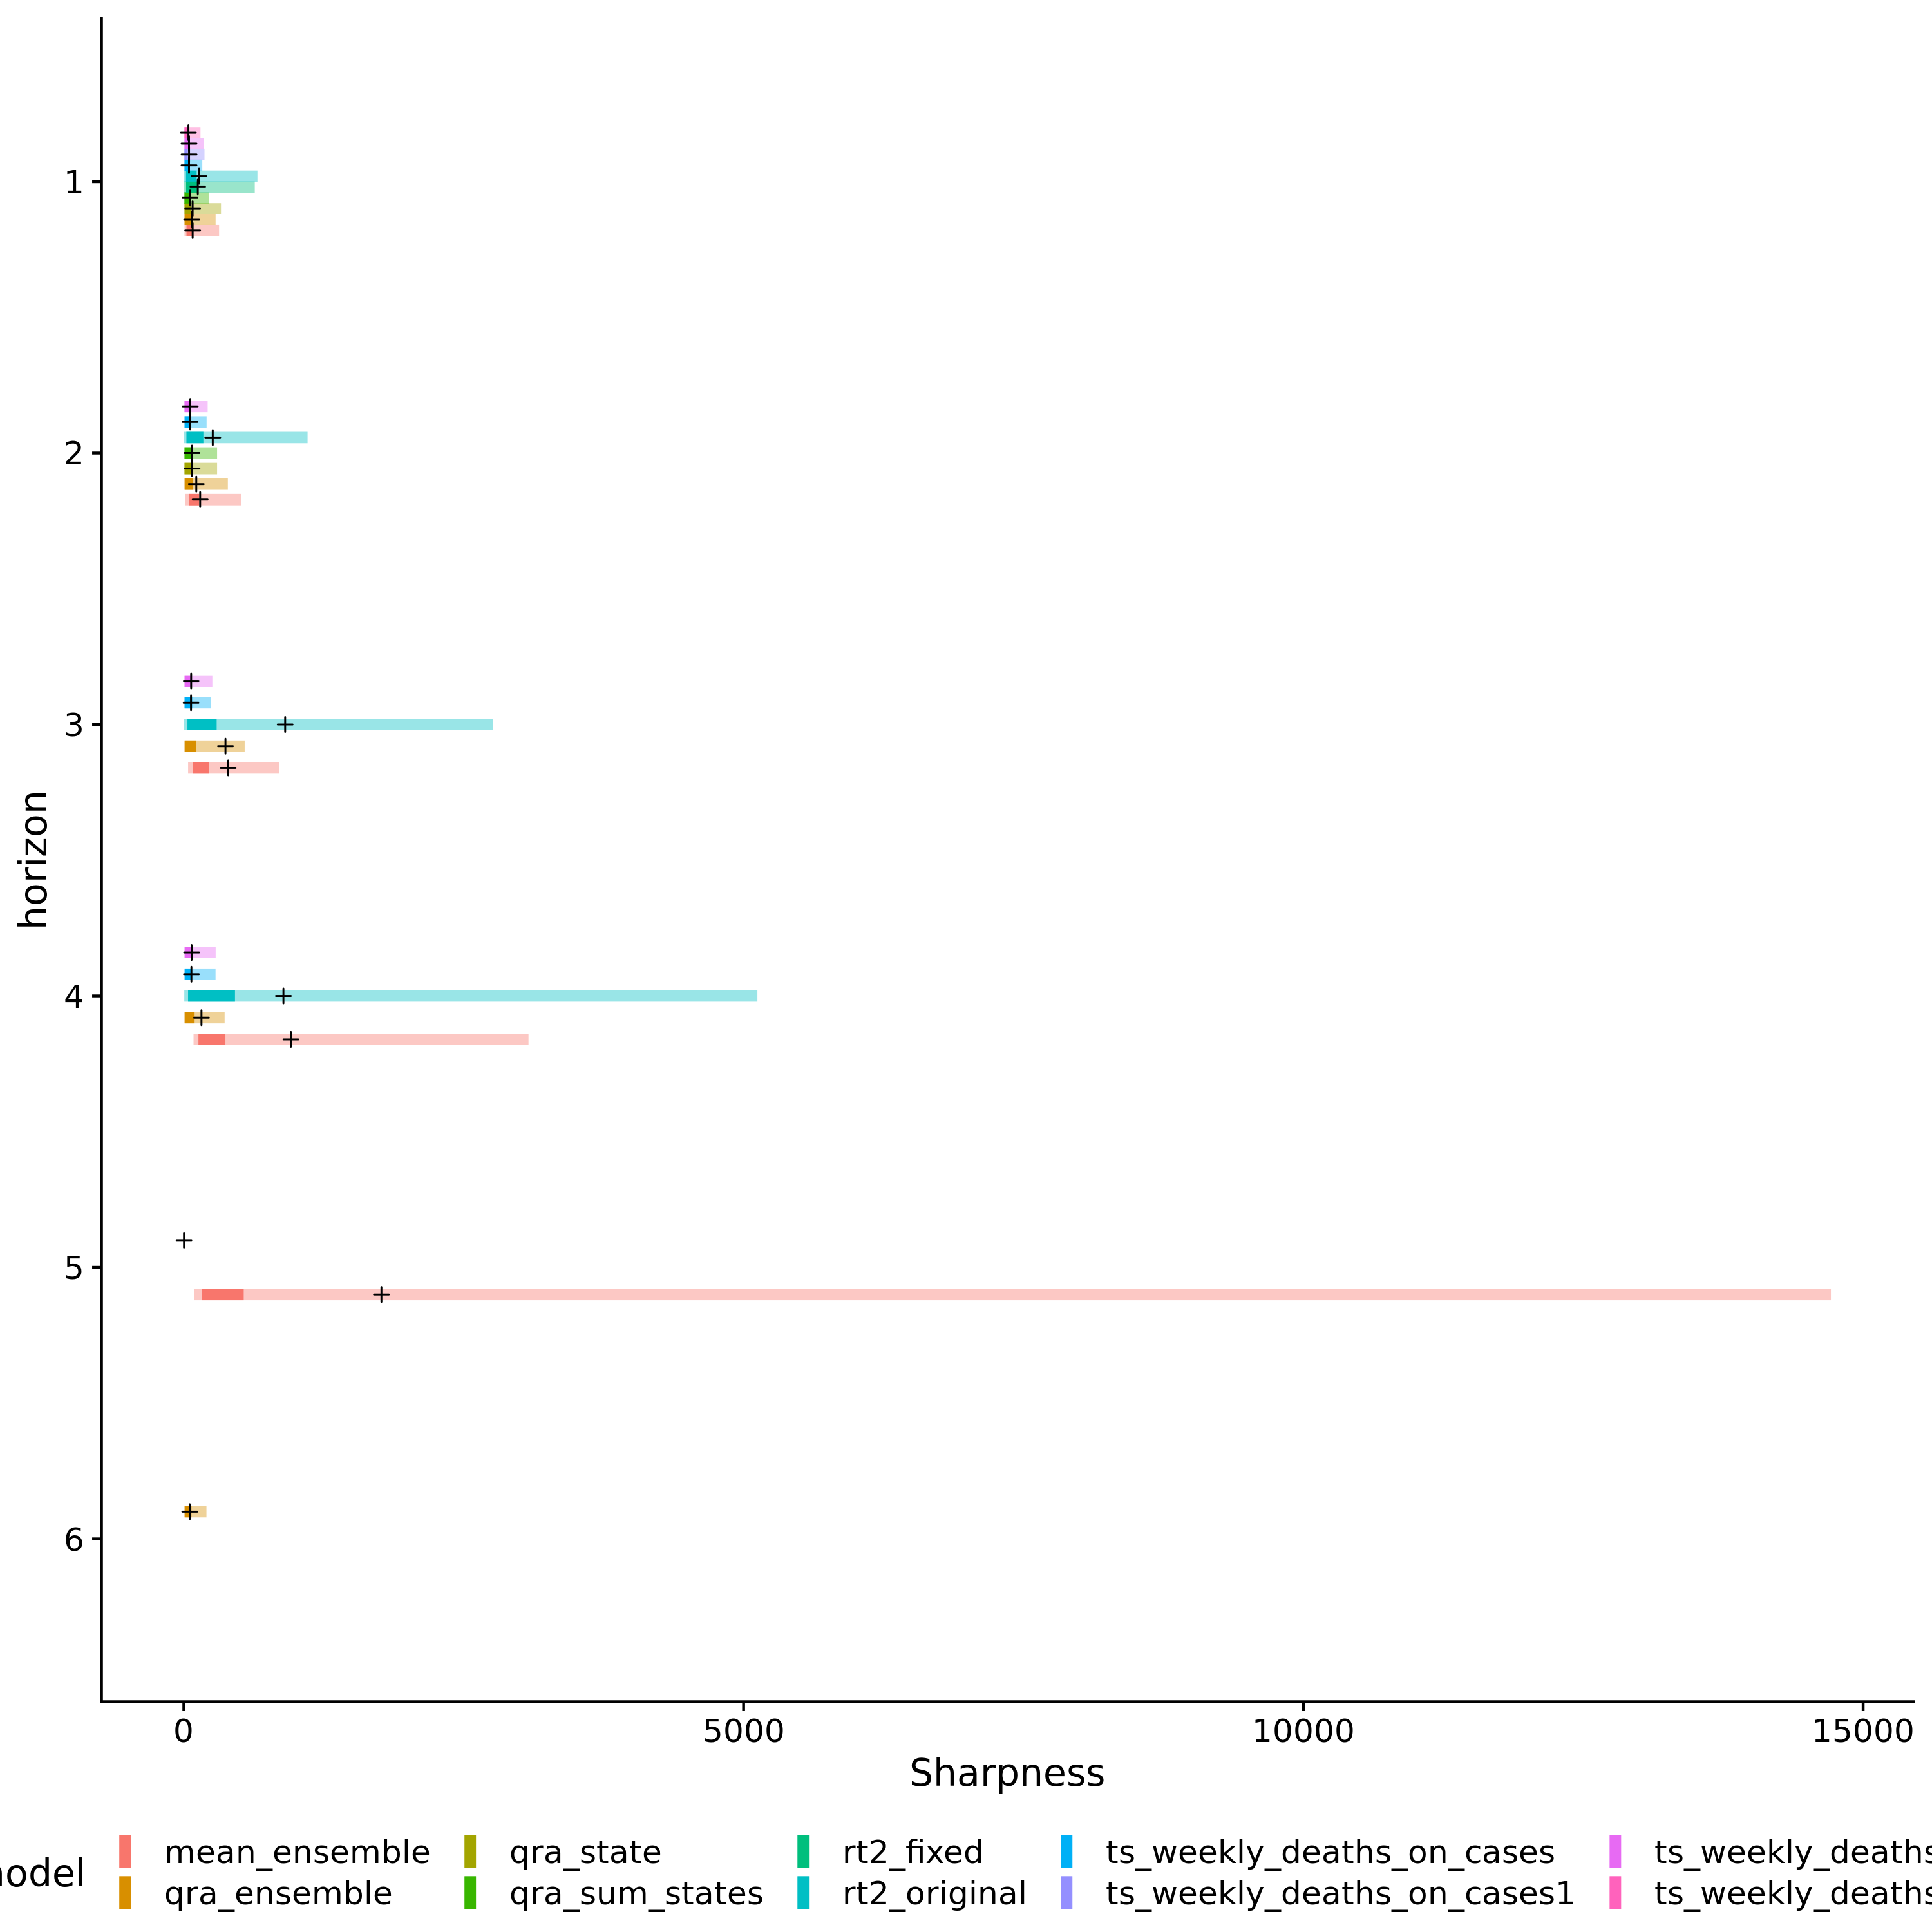 1
2
3
4
5
6
horizon
0 5000 10000 15000
Sharpness
mean_ensemble qra_state rt2_fixed ts_weekly_deaths_on_cases ts_weekly_deaths
odel
qra_ensemble qra_sum_states rt2_original ts_weekly_deaths_on_cases1 ts_weekly_deaths